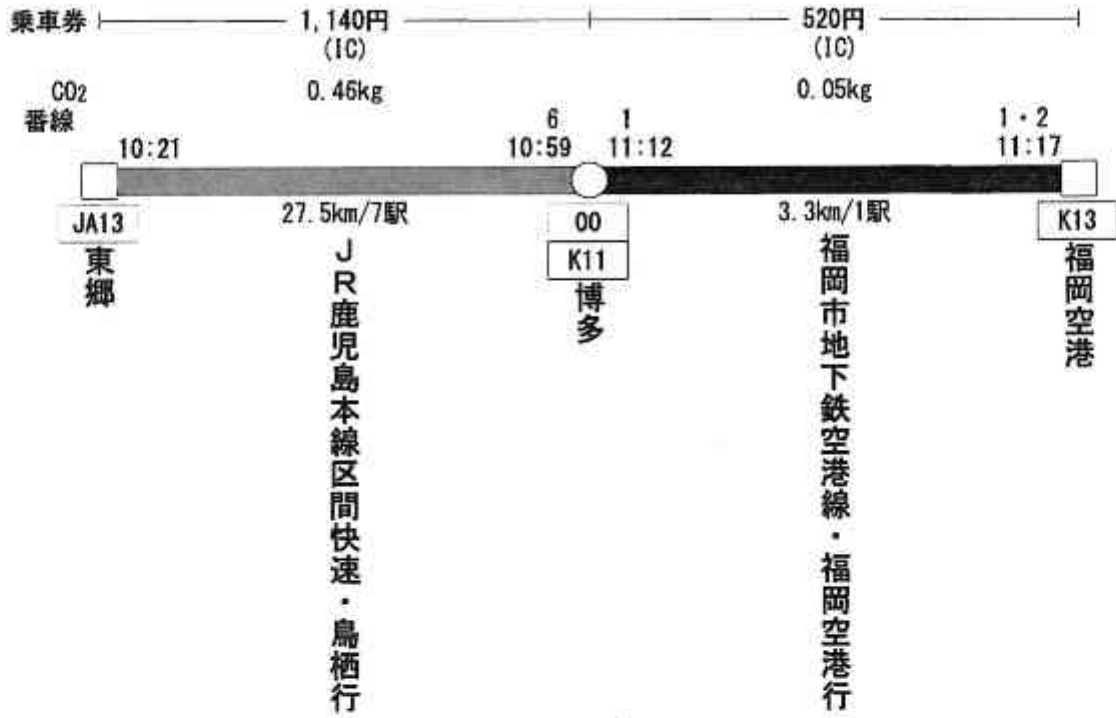 乗車券 1,140円 520円
(IC) (IC)
CO2 0.46kg 0.05kg
番線 6 1 1・2
10:21 10:59 11:12 11:17
27.5km/7駅 3.3km/1駅
JA13 00 K13
K11
東郷
JR鹿児島本線区間快速・鳥栖行
博多
福岡市地下鉄空港線・福岡空港行
福岡空港